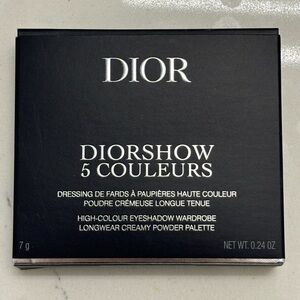 DIOR
DIORSHOW
5 COULEURS
DRESSING DE FARDS À PAUPIÈRES HAUTE COULEUR
POUDRE CRÉMEUSE LONGUE TENUE
HIGH-COLOUR EYESHADOW WARDROBE
LONGWEAR CREAMY POWDER PALETTE
7 g NET WT. 0.24 OZ